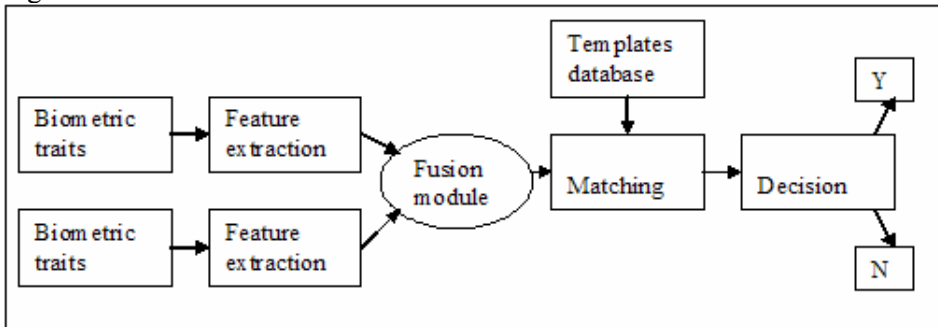 Templates
database
Y
Biometric
traits
Feature
extraction
Fusion
module
Matching
Decision
Biometric
traits
Feature
extraction
N